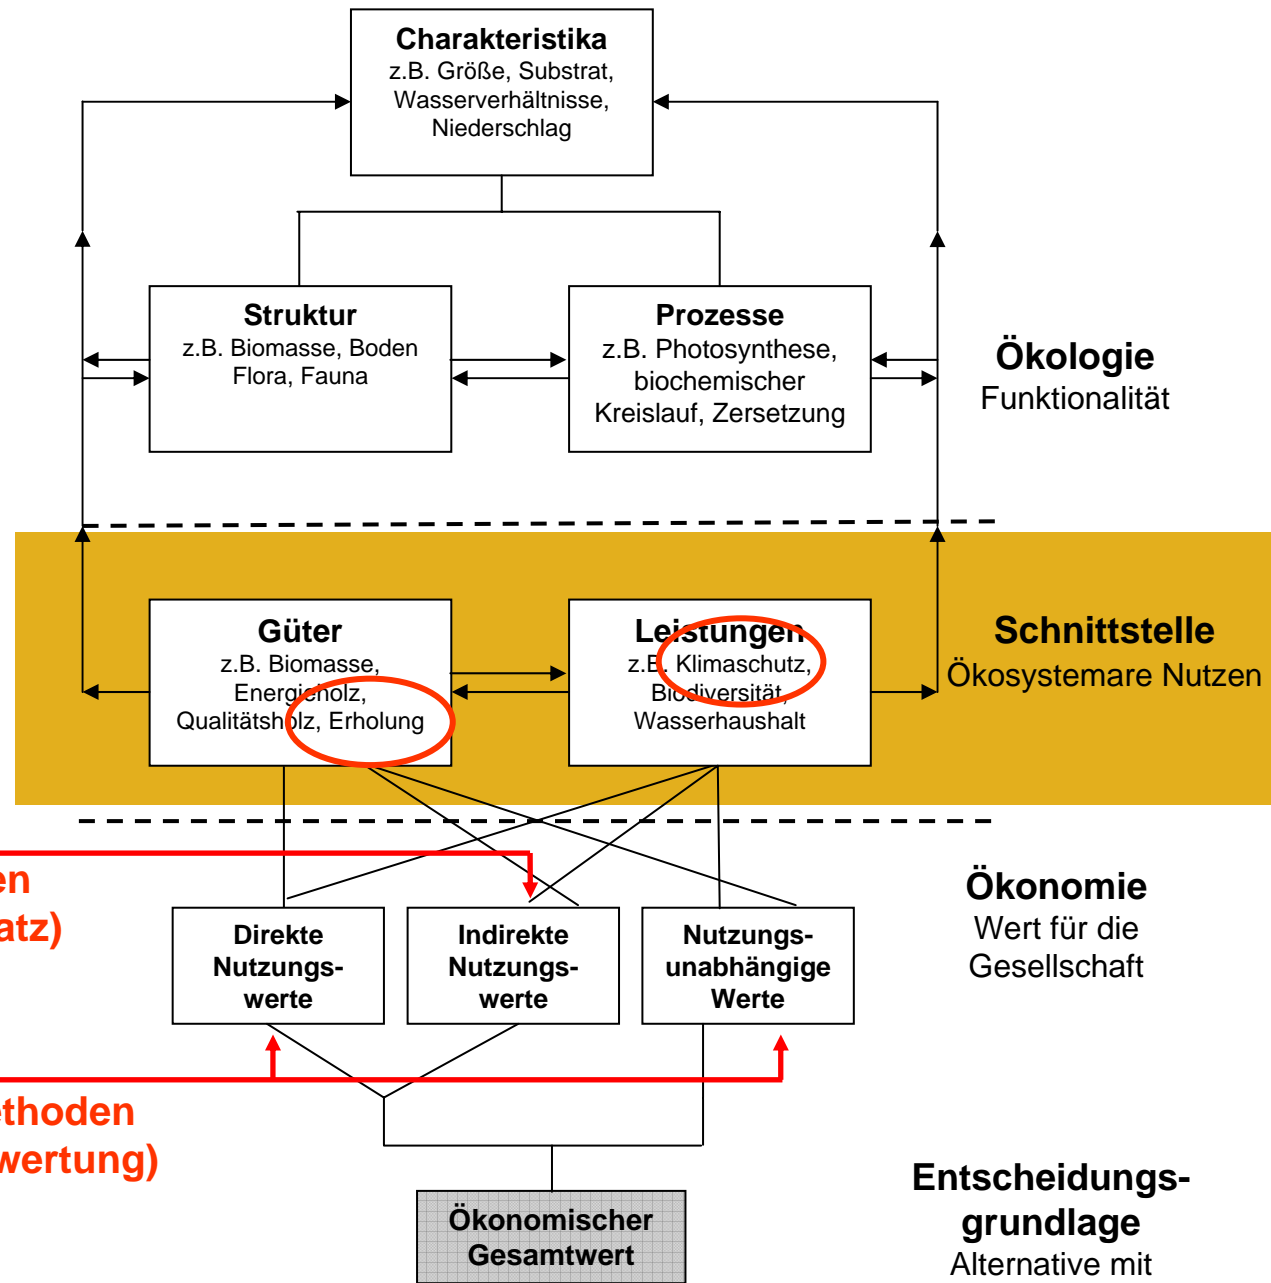 Charakteristika
z.B. Größe, Substrat,
Wasserverhältnisse,
Niederschlag
Struktur
z.B. Biomasse, Boden
Flora, Fauna
Prozesse
z.B. Photosynthese,
biochemischer
Kreislauf, Zersetzung
Ökologie
Funktionalität
Güter
z.B. Biomasse,
Energieholz,
Qualitätsholz, Erholung
Leistungen
z.B. Klimaschutz,
Biodiversität,
Wasserhaushalt
Schnittstelle
Ökosystemare Nutzen
en
atz)
Direkte
Nutzungs-
werte
Indirekte
Nutzungs-
werte
Nutzungs-
unabhängige
Werte
Ökonomie
Wert für die
Gesellschaft
ethoden
wertung)
Ökonomischer
Gesamtwert
Entscheidungs-
grundlage
Alternative mit